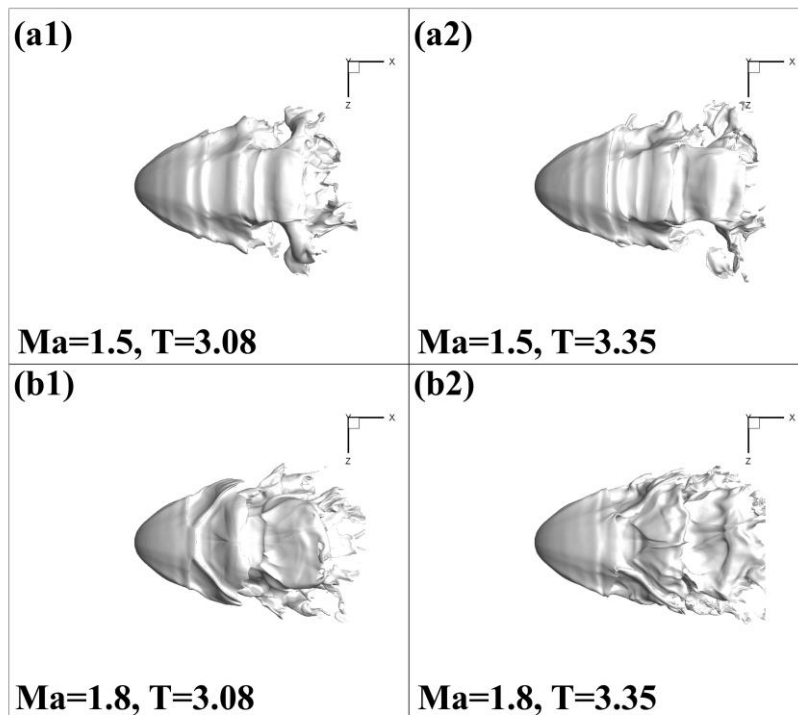 (a1)
Y
X
Z
Ma=1.5, T=3.08
(a2)
Y
X
Z
Ma=1.5, T=3.35
(b1)
Y
X
Z
Ma=1.8, T=3.08
(b2)
Y
X
Z
Ma=1.8, T=3.35